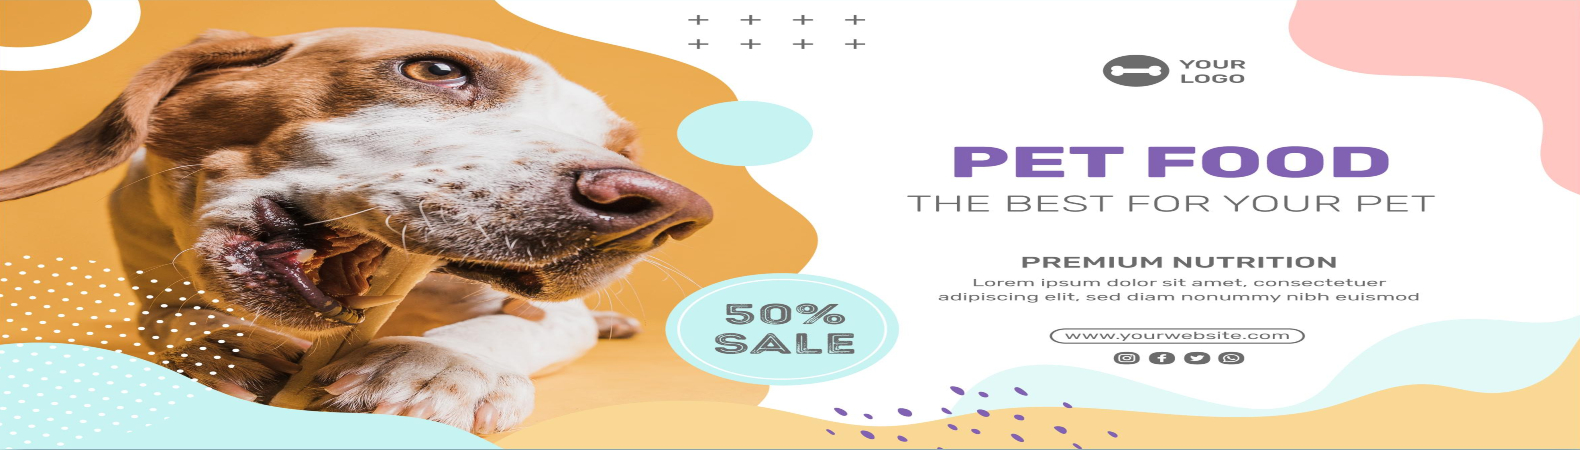 YOUR
LOGO
PET FOOD
THE BEST FOR YOUR PET
PREMIUM NUTRITION
Lorem ipsum dolor sit amet, consectetuer
adipiscing elit, sed diam nonummy nibh euismod
www.yourwebsite.com
50%
SALE